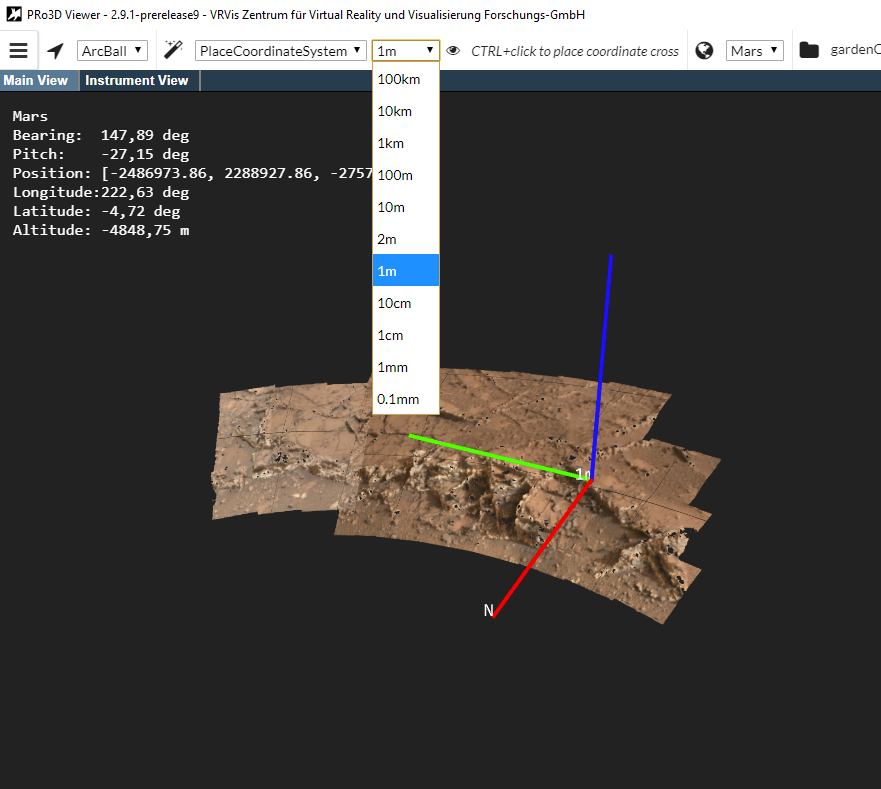 PRo3D Viewer - 2.9.1-prerelease9 - VRVis Zentrum für Virtual Reality und Visualisierung Forschungs-GmbH
ArcBall PlaceCoordinateSystem 1m CTRL+click to place coordinate cross Mars
Main View Instrument View
100km
10km
1km
100m
10m
2m
1m
10cm
1cm
1mm
0.1mm
Mars
Bearing: 147,89 deg
Pitch: -27,15 deg
Position: [-2486973.86, 2288927.86, -2757
Longitude:222,63 deg
Latitude: -4,72 deg
Altitude: -4848,75 m
1m
N